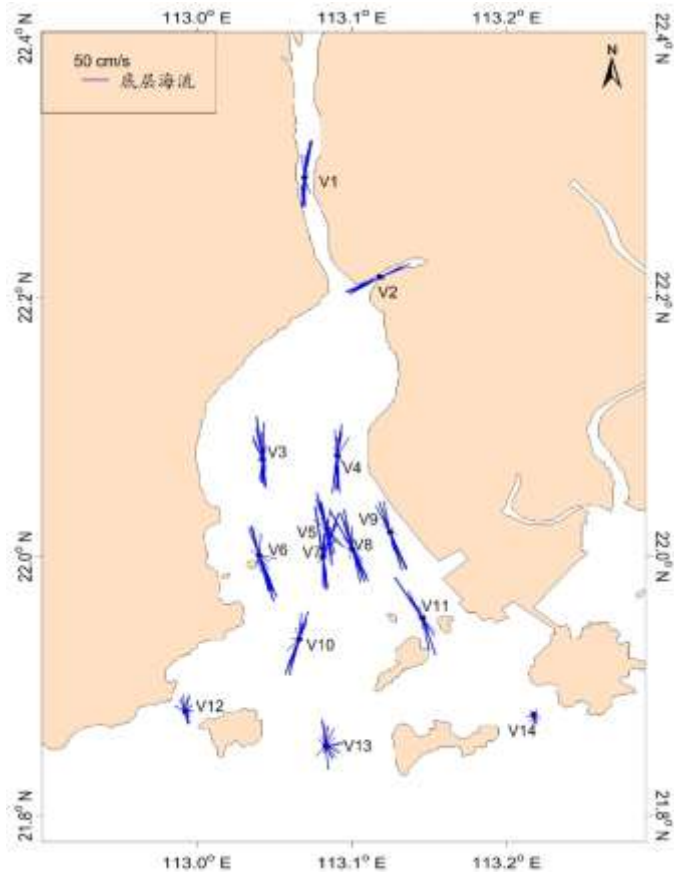 113.0° E 113.1° E 113.2° E
22.4° N 22.4° N
50 cm/s
底层海流
N
V1
V2
22.2° N 22.2° N
V3 V4
V5 V9
V6 V7 V8
22.0° N 22.0° N
V11
V10
V12
V14
V13
21.8° N 21.8° N
113.0° E 113.1° E 113.2° E